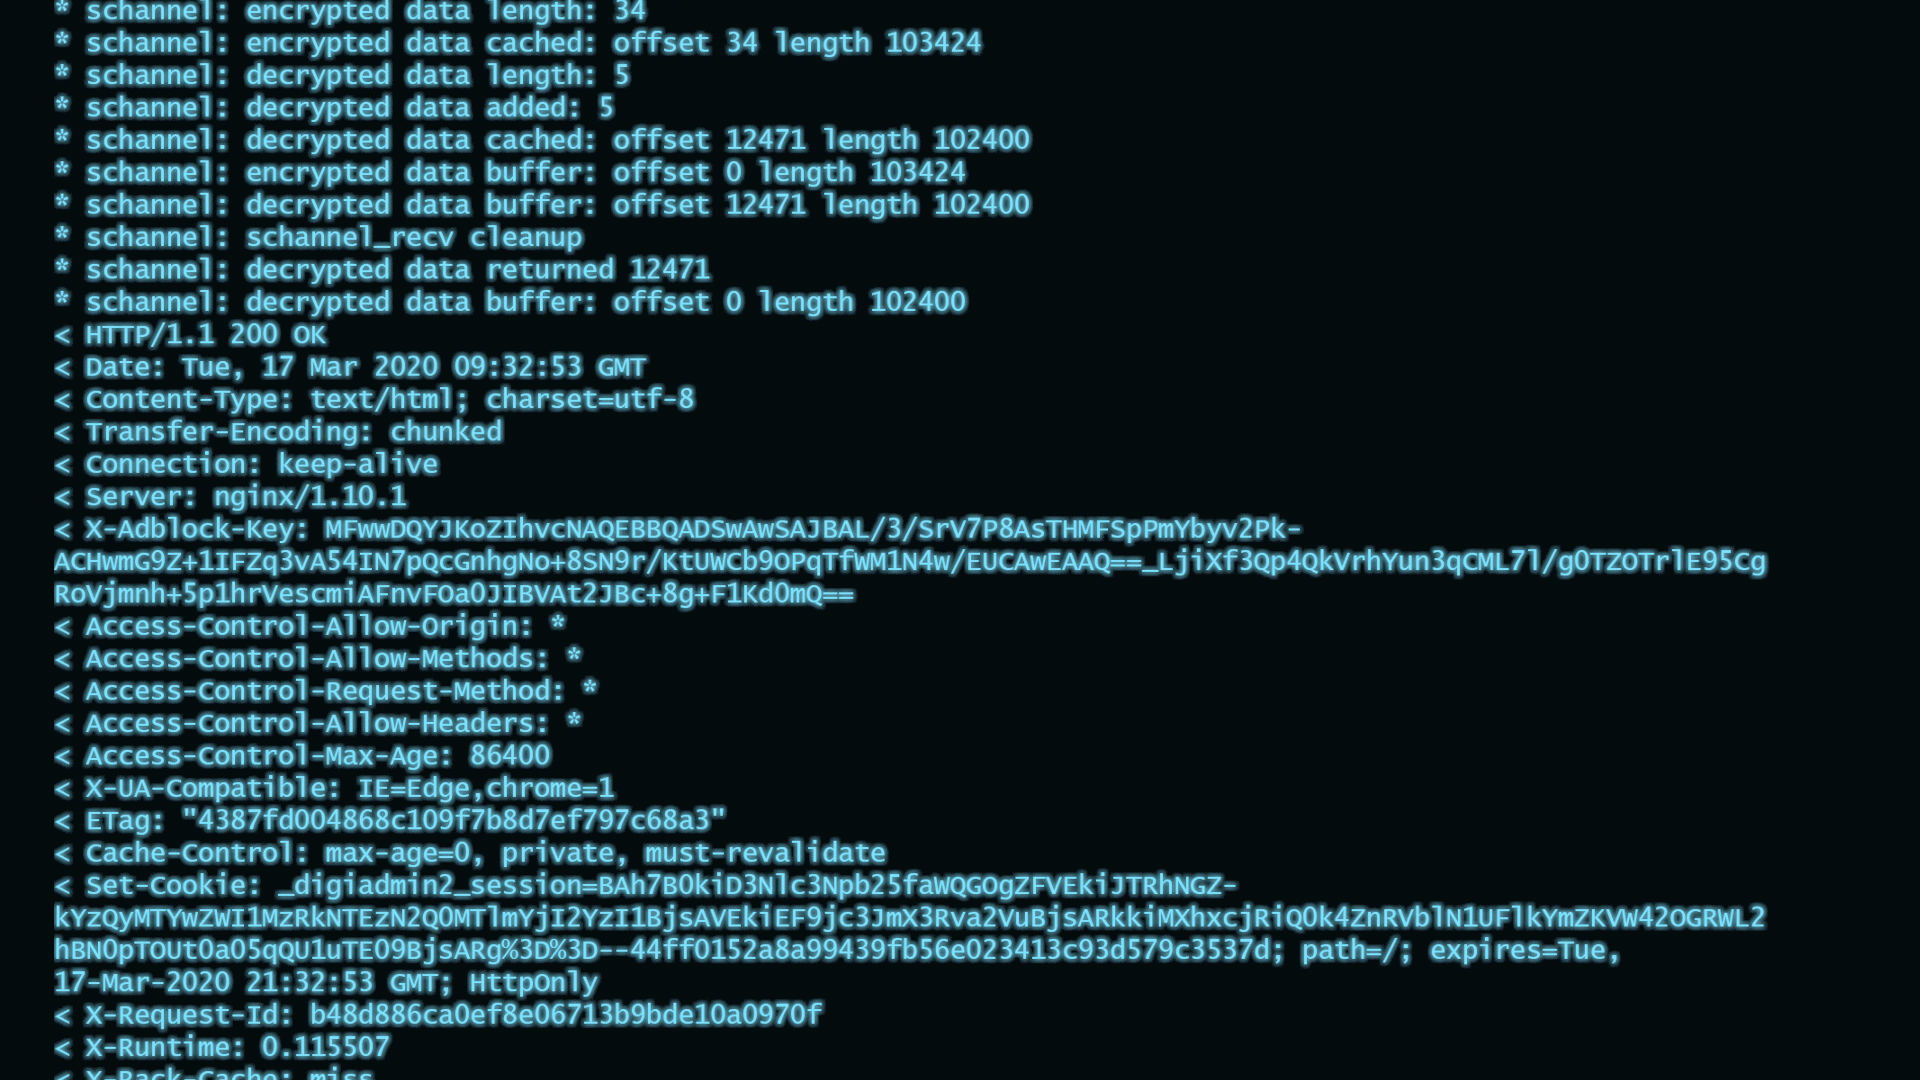 * schannel: encrypted data length: 34
* schannel: encrypted data cached: offset 34 length 103424
* schannel: decrypted data length: 5
* schannel: decrypted data added: 5
* schannel: decrypted data cached: offset 12471 length 102400
* schannel: encrypted data buffer: offset 0 length 103424
* schannel: decrypted data buffer: offset 12471 length 102400
* schannel: schannel_recv cleanup
* schannel: decrypted data returned 12471
* schannel: decrypted data buffer: offset 0 length 102400
< HTTP/1.1 200 OK
< Date: Tue, 17 Mar 2020 09:32:53 GMT
< Content-Type: text/html; charset=utf-8
< Transfer-Encoding: chunked
< Connection: keep-alive
< Server: nginx/1.10.1
< X-Adblock-Key: MFwwDQYJKoZIhvcNAQEBBQADSwAwSAJBAL/3/SrV7P8AsTHMFSpPmYbyv2Pk-
ACHwmG9Z+1IFZq3vA54IN7pQcGnhgNo+8SN9r/KtUWCb9OPqTfWM1N4w/EUCAwEAAQ==_LjiXf3Qp4QkVrhYun3qCML7l/g0TZOTrlE95Cg
RoVjmnh+5p1hrVescmiAFnvFOa0JIBVAt2JBc+8g+F1Kd0mQ==
< Access-Control-Allow-Origin: *
< Access-Control-Allow-Methods: *
< Access-Control-Request-Method: *
< Access-Control-Allow-Headers: *
< Access-Control-Max-Age: 86400
< X-UA-Compatible: IE=Edge,chrome=1
< ETag: "4387fd004868c109f7b8d7ef797c68a3"
< Cache-Control: max-age=0, private, must-revalidate
< Set-Cookie: _digiadmin2_session=BAh7B0kiD3Nlc3Npb25faWQGOgZFVEkiJTRhNGZ-
kYzQyMTYwZWI1MzRkNTEzN2Q0MTlmYjI2YzI1BjsAVEkiEF9jc3JmX3Rva2VuBjsARkkiMXhxcjRiQ0k4ZnRVblN1UFlkYmZKVW42OGRWL2
hBN0pTOUt0a05qQU1uTE09BjsARg%3D%3D--44ff0152a8a99439fb56e023413c93d579c3537d; path=/; expires=Tue,
17-Mar-2020 21:32:53 GMT; HttpOnly
< X-Request-Id: b48d886ca0ef8e06713b9bde10a0970f
< X-Runtime: 0.115507
< X-Rack-Cache: miss